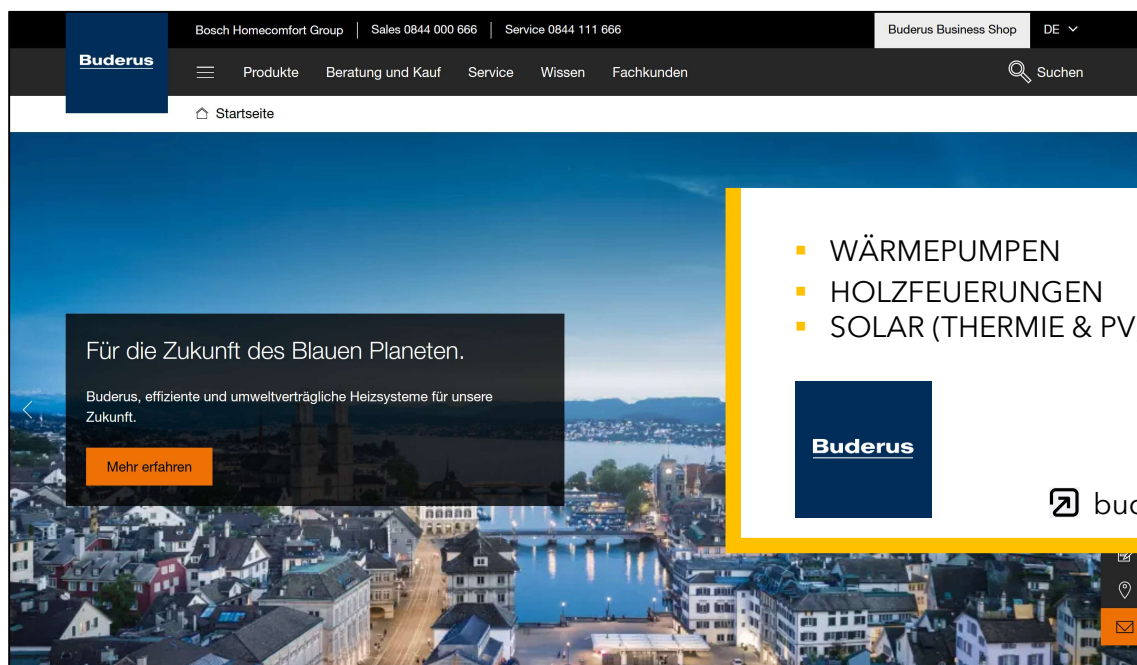 Bosch Homecomfort Group
Sales 0844 000 666
Service 0844 111 666
Buderus Business Shop
DE
Buderus
Produkte
Beratung und Kauf
Service
Wissen
Fachkunden
Suchen
Startseite
WÄRMEPUMPEN
HOLZFEUERUNGEN
SOLAR (THERMIE & PV
Für die Zukunft des Blauen Planeten.
Buderus, effiziente und umweltverträgliche Heizsysteme für unsere
Zukunft.
Mehr erfahren
Buderus